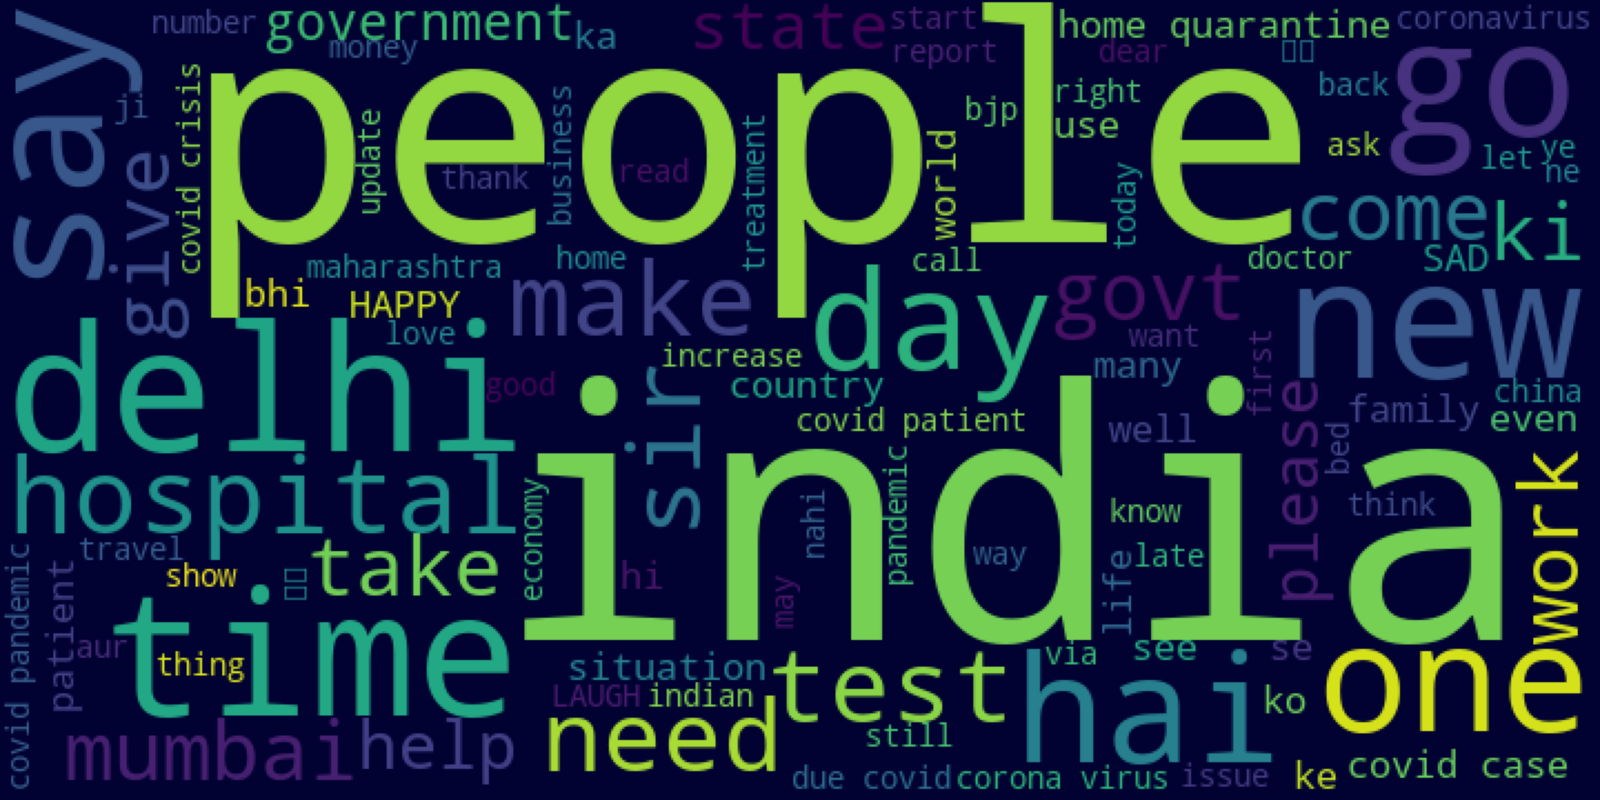 number
government
ka
state
start
home quarantine
coronavirus
money
report
dear
say
people
go
ji
covid crisis
update
thank
business
read
treatment
bjp
right
use
world
today
back
ask
let
ye
ne
give
come
ki
maharashtra
home
call
doctor
SAD
bhi
HAPPY
make
day
govt
new
love
want
delhi
good
increase
country
many
first
china
sir
covid patient
well
please
family
even
bed
hospital
india
economy
nahi
pandemic
know
think
work
travel
take
way
life
late
show
hi
may
covid pandemic
patient
time
aur
thing
situation
test
via
see
se
one
LAUGH
indian
hai
ko
mumbai
help
need
still
due covid
corona virus
issue
ke
covid case